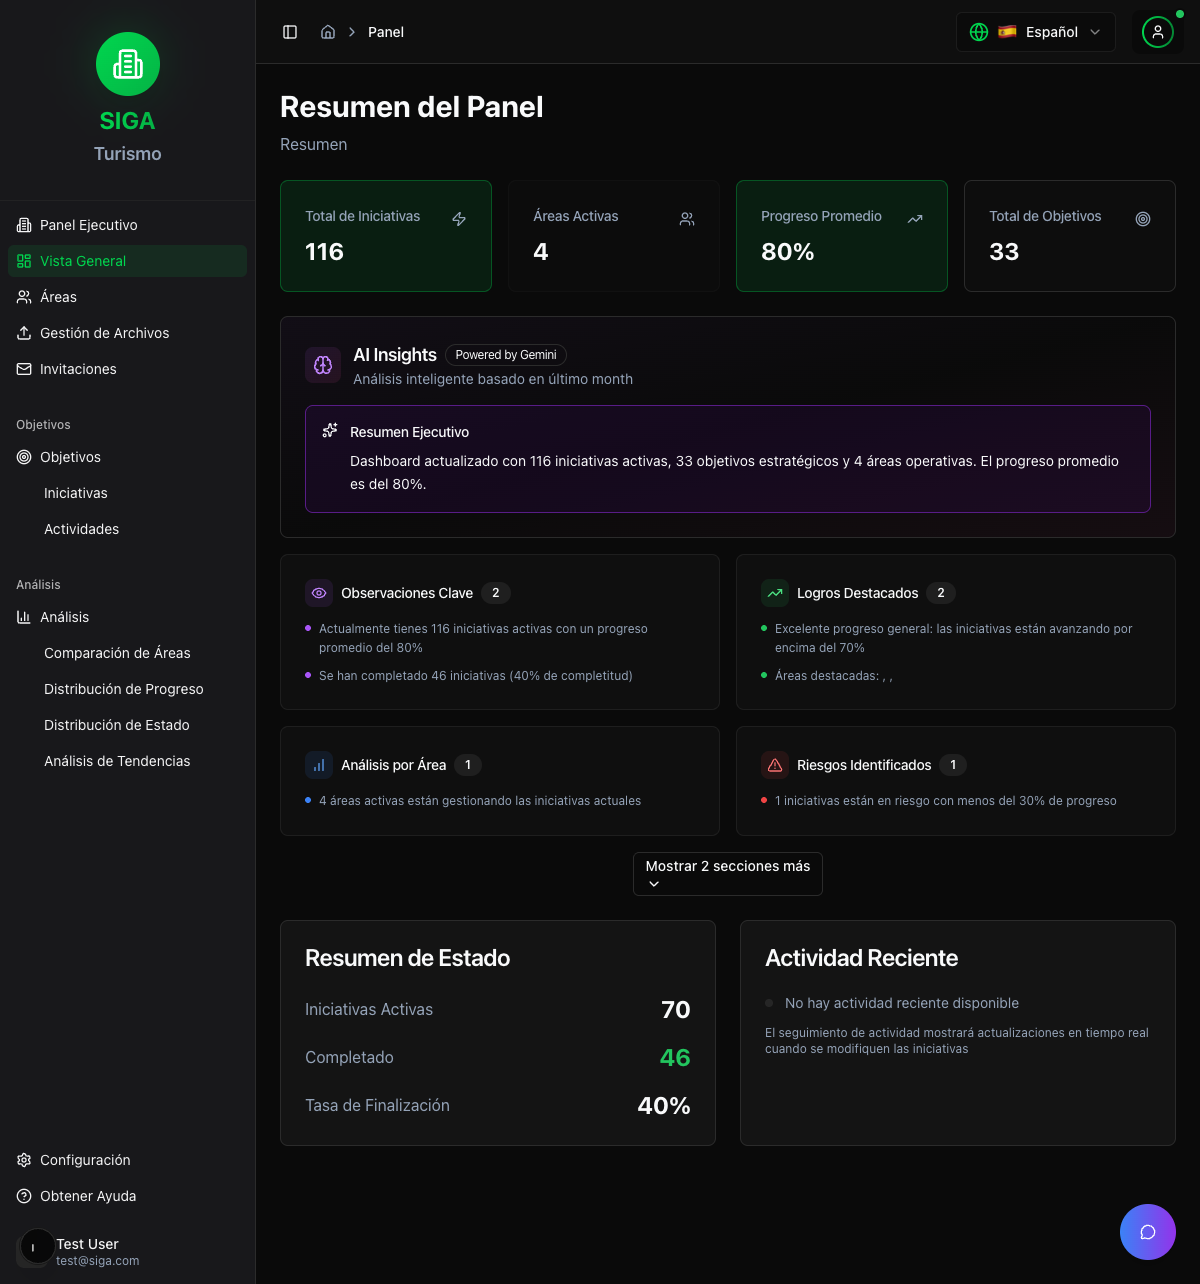 SIGA
Turismo
Panel Ejecutivo
Vista General
Áreas
Gestión de Archivos
Invitaciones
Objetivos
Objetivos
Iniciativas
Actividades
Análisis
Análisis
Comparación de Áreas
Distribución de Progreso
Distribución de Estado
Análisis de Tendencias
Configuración
Obtener Ayuda
Test User
test@siga.com
Panel
Español
Resumen del Panel
Resumen
Total de Iniciativas
116
Áreas Activas
4
Progreso Promedio
80%
Total de Objetivos
33
AI Insights
Powered by Gemini
Análisis inteligente basado en último month
Resumen Ejecutivo
Dashboard actualizado con 116 iniciativas activas, 33 objetivos estratégicos y 4 áreas operativas. El progreso promedio
es del 80%.
Observaciones Clave 2
Actualmente tienes 116 iniciativas activas con un progreso
promedio del 80%
Se han completado 46 iniciativas (40% de completitud)
Logros Destacados 2
Excelente progreso general: las iniciativas están avanzando por
encima del 70%
Áreas destacadas: , ,
Análisis por Área 1
4 áreas activas están gestionando las iniciativas actuales
Riesgos Identificados 1
1 iniciativas están en riesgo con menos del 30% de progreso
Mostrar 2 secciones más
Resumen de Estado
Iniciativas Activas 70
Completado 46
Tasa de Finalización 40%
Actividad Reciente
No hay actividad reciente disponible
El seguimiento de actividad mostrará actualizaciones en tiempo real
cuando se modifiquen las iniciativas